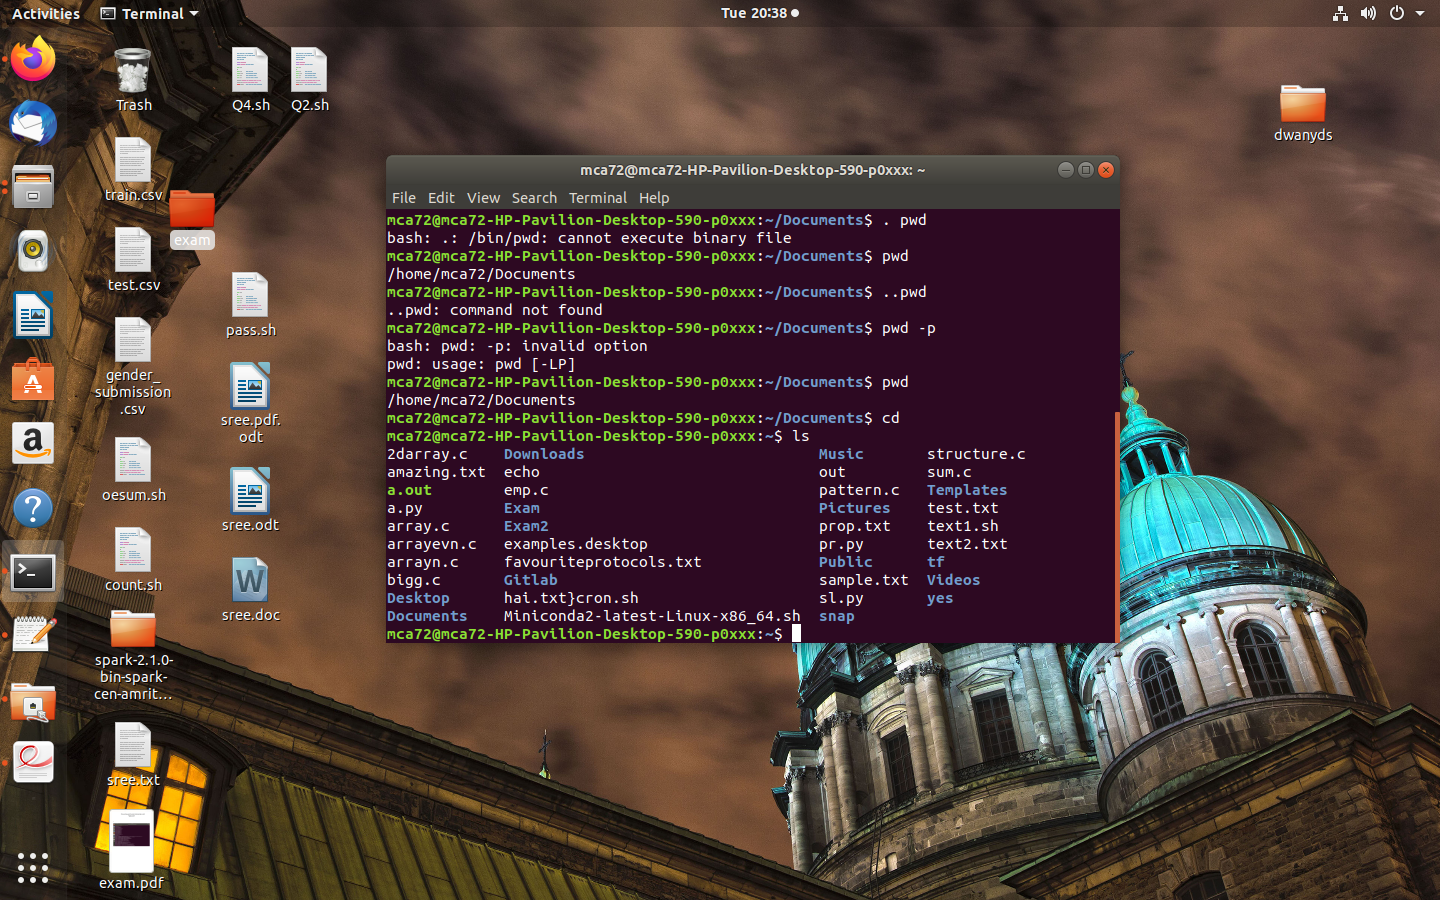 Activities Terminal Tue 20:38
Trash
Q4.sh Q2.sh
dwanyds
train.csv
exam
test.csv
pass.sh
gender_
submission
.csv
sree.pdf.
odt
oesum.sh
sree.odt
count.sh
sree.doc
spark-2.1.0-
bin-spark-
cen-amrit...
sree.txt
exam.pdf
mca72@mca72-HP-Pavilion-Desktop-590-p0xxx: ~
File Edit View Search Terminal Help
mca72@mca72-HP-Pavilion-Desktop-590-p0xxx:~/Documents$ . pwd
bash: .: /bin/pwd: cannot execute binary file
mca72@mca72-HP-Pavilion-Desktop-590-p0xxx:~/Documents$ pwd
/home/mca72/Documents
mca72@mca72-HP-Pavilion-Desktop-590-p0xxx:~/Documents$ ..pwd
..pwd: command not found
mca72@mca72-HP-Pavilion-Desktop-590-p0xxx:~/Documents$ pwd -p
bash: pwd: -p: invalid option
pwd: usage: pwd [-LP]
mca72@mca72-HP-Pavilion-Desktop-590-p0xxx:~/Documents$ pwd
/home/mca72/Documents
mca72@mca72-HP-Pavilion-Desktop-590-p0xxx:~/Documents$ cd
mca72@mca72-HP-Pavilion-Desktop-590-p0xxx:~$ ls
2darray.c Downloads Music structure.c
amazing.txt echo out sum.c
a.out emp.c pattern.c Templates
a.py Exam Pictures test.txt
array.c Exam2 prop.txt text1.sh
arrayevn.c examples.desktop pr.py text2.txt
arrayn.c favouriteprotocols.txt Public tf
bigg.c Gitlab sample.txt Videos
Desktop hai.txt}cron.sh sl.py yes
Documents Miniconda2-latest-Linux-x86_64.sh snap
mca72@mca72-HP-Pavilion-Desktop-590-p0xxx:~$